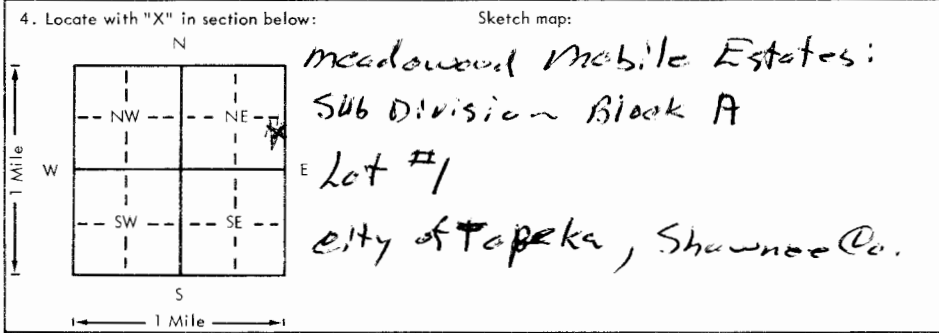 4. Locate with "X" in section below:
Sketch map:
N
meadowood Mobile Estates:
NW NE
SUb Division Block A
X
W E
1 Mile
Lot #1
SW SE
city of Topeka, Shawnee Co.
S
1 Mile